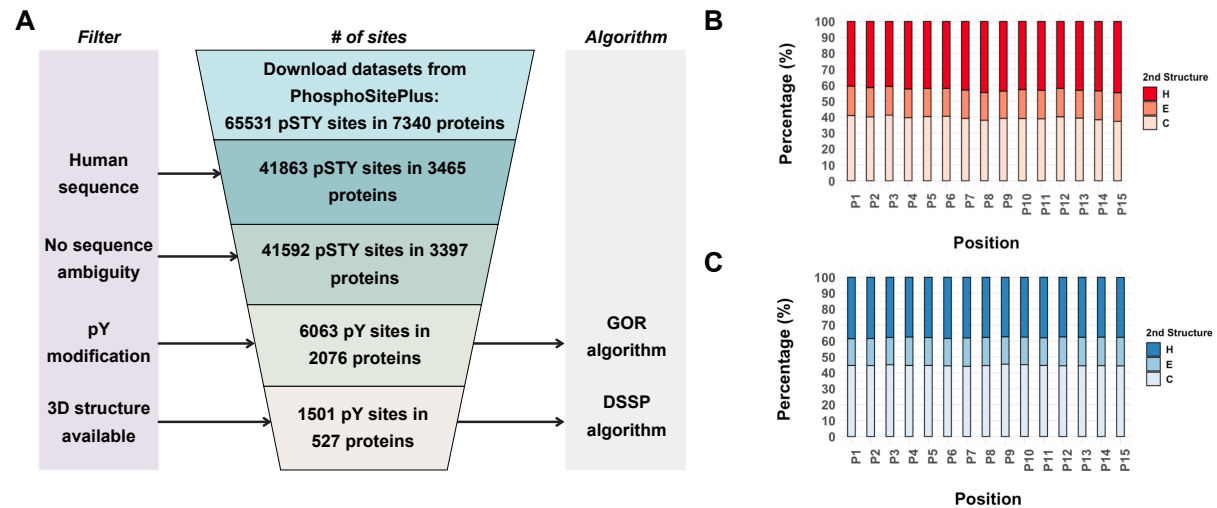 A
Filter
# of sites
Algorithm
Download datasets from
PhosphoSitePlus:
65531 pSTY sites in 7340 proteins
Human
sequence
41863 pSTY sites in 3465
proteins
No sequence
ambiguity
41592 pSTY sites in 3397
proteins
pY
modification
6063 pY sites in
2076 proteins
GOR
algorithm
3D structure
available
1501 pY sites in
527 proteins
DSSP
algorithm
B
Percentage (%)
100
90
80
70
60
50
40
30
20
10
0
P1
P2
P3
P4
P5
P6
P7
P8
P9
P10
P11
P12
P13
P14
P15
Position
2nd Structure
H
E
C
C
Percentage (%)
100
90
80
70
60
50
40
30
20
10
0
P1
P2
P3
P4
P5
P6
P7
P8
P9
P10
P11
P12
P13
P14
P15
Position
2nd Structure
H
E
C